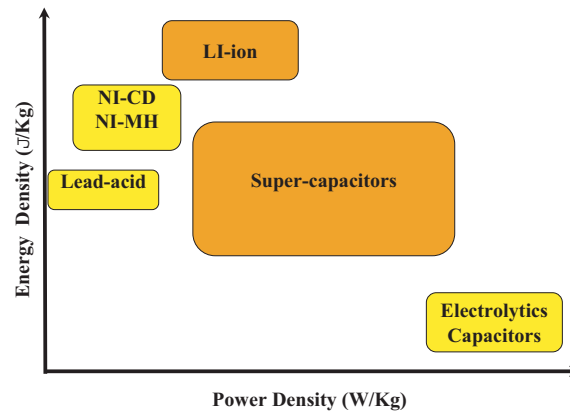 LI-ion
NI-CD
NI-MH
Lead-acid
Super-capacitors
Electrolytics
Capacitors
Energy Density (J/Kg)
Power Density (W/Kg)